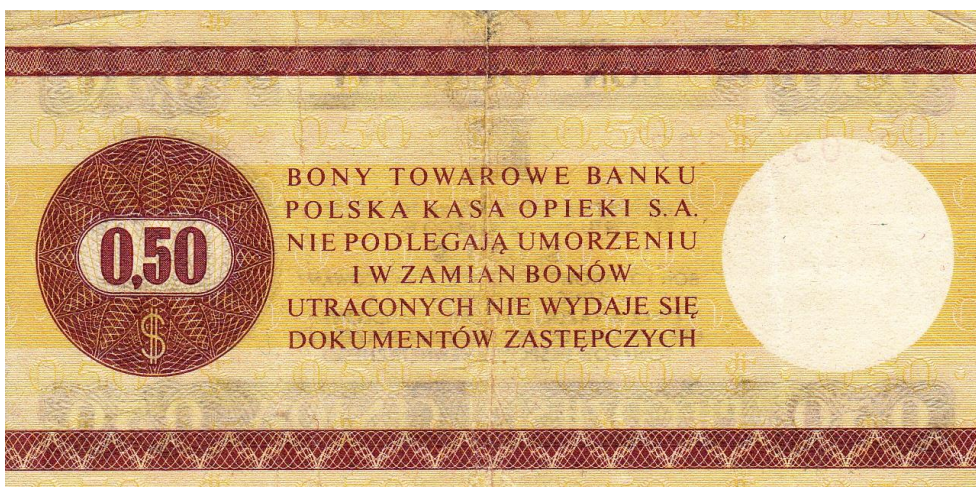 BONY TOWAROWE BANKU
POLSKA KASA OPIEKI S.A.
NIE PODLEGAJĄ UMORZENIU
I W ZAMIAN BONÓW
UTRACONYCH NIE WYDAJE SIĘ
DOKUMENTÓW ZASTĘPCZYCH
0,50
$